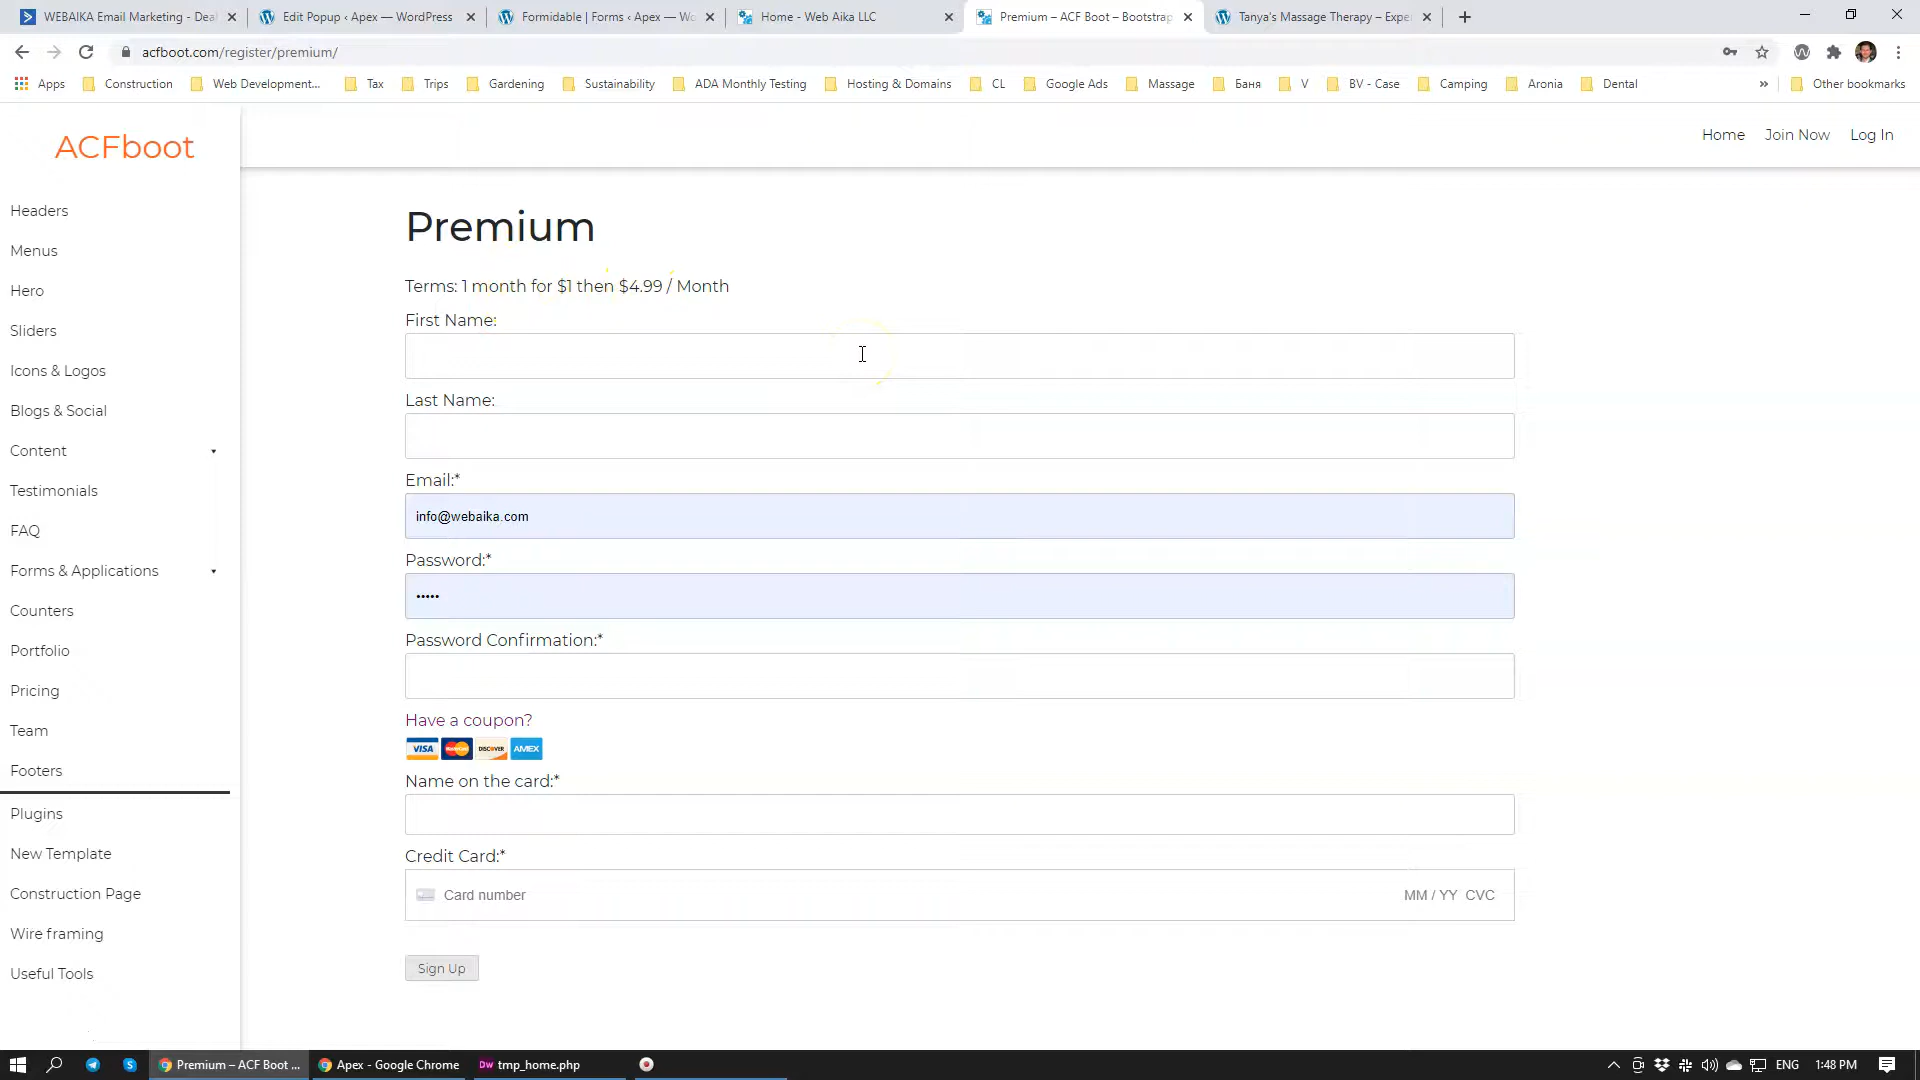 WEBAIKA Email Marketing - Deal
Edit Popup ‹ Apex — WordPress
Formidable | Forms ‹ Apex — Wo
Home - Web Aika LLC
Premium – ACF Boot – Bootstrap
Tanya's Massage Therapy – Expe
acfboot.com/register/premium/
Apps
Construction
Web Development...
Tax
Trips
Gardening
Sustainability
ADA Monthly Testing
Hosting & Domains
CL
Google Ads
Massage
Баня
V
BV - Case
Camping
Aronia
Dental
»
Other bookmarks
ACFboot
Home
Join Now
Log In
Headers
Menus
Hero
Sliders
Icons & Logos
Blogs & Social
Content
Testimonials
FAQ
Forms & Applications
Counters
Portfolio
Pricing
Team
Footers
Plugins
New Template
Construction Page
Wire framing
Useful Tools
Premium
Terms: 1 month for $1 then $4.99 / Month
First Name:
Last Name:
Email:*
info@webaika.com
Password:*
•••••
Password Confirmation:*
Have a coupon?
VISA
MasterCard
DISCOVER
AMEX
Name on the card:*
Credit Card:*
Card number
MM / YY CVC
Sign Up
Premium – ACF Boot ...
Apex - Google Chrome
Dw
tmp_home.php
ENG
1:48 PM